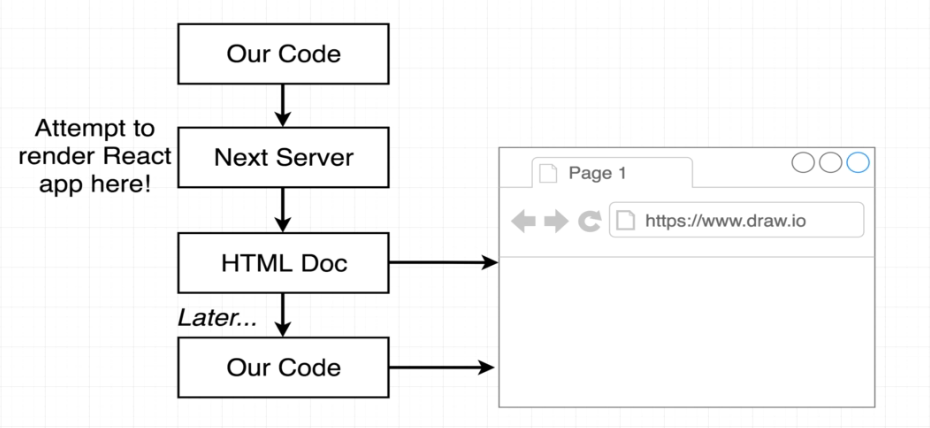 Our Code
Attempt to
render React
app here!
Next Server
HTML Doc
Later...
Our Code
Page 1
https://www.draw.io